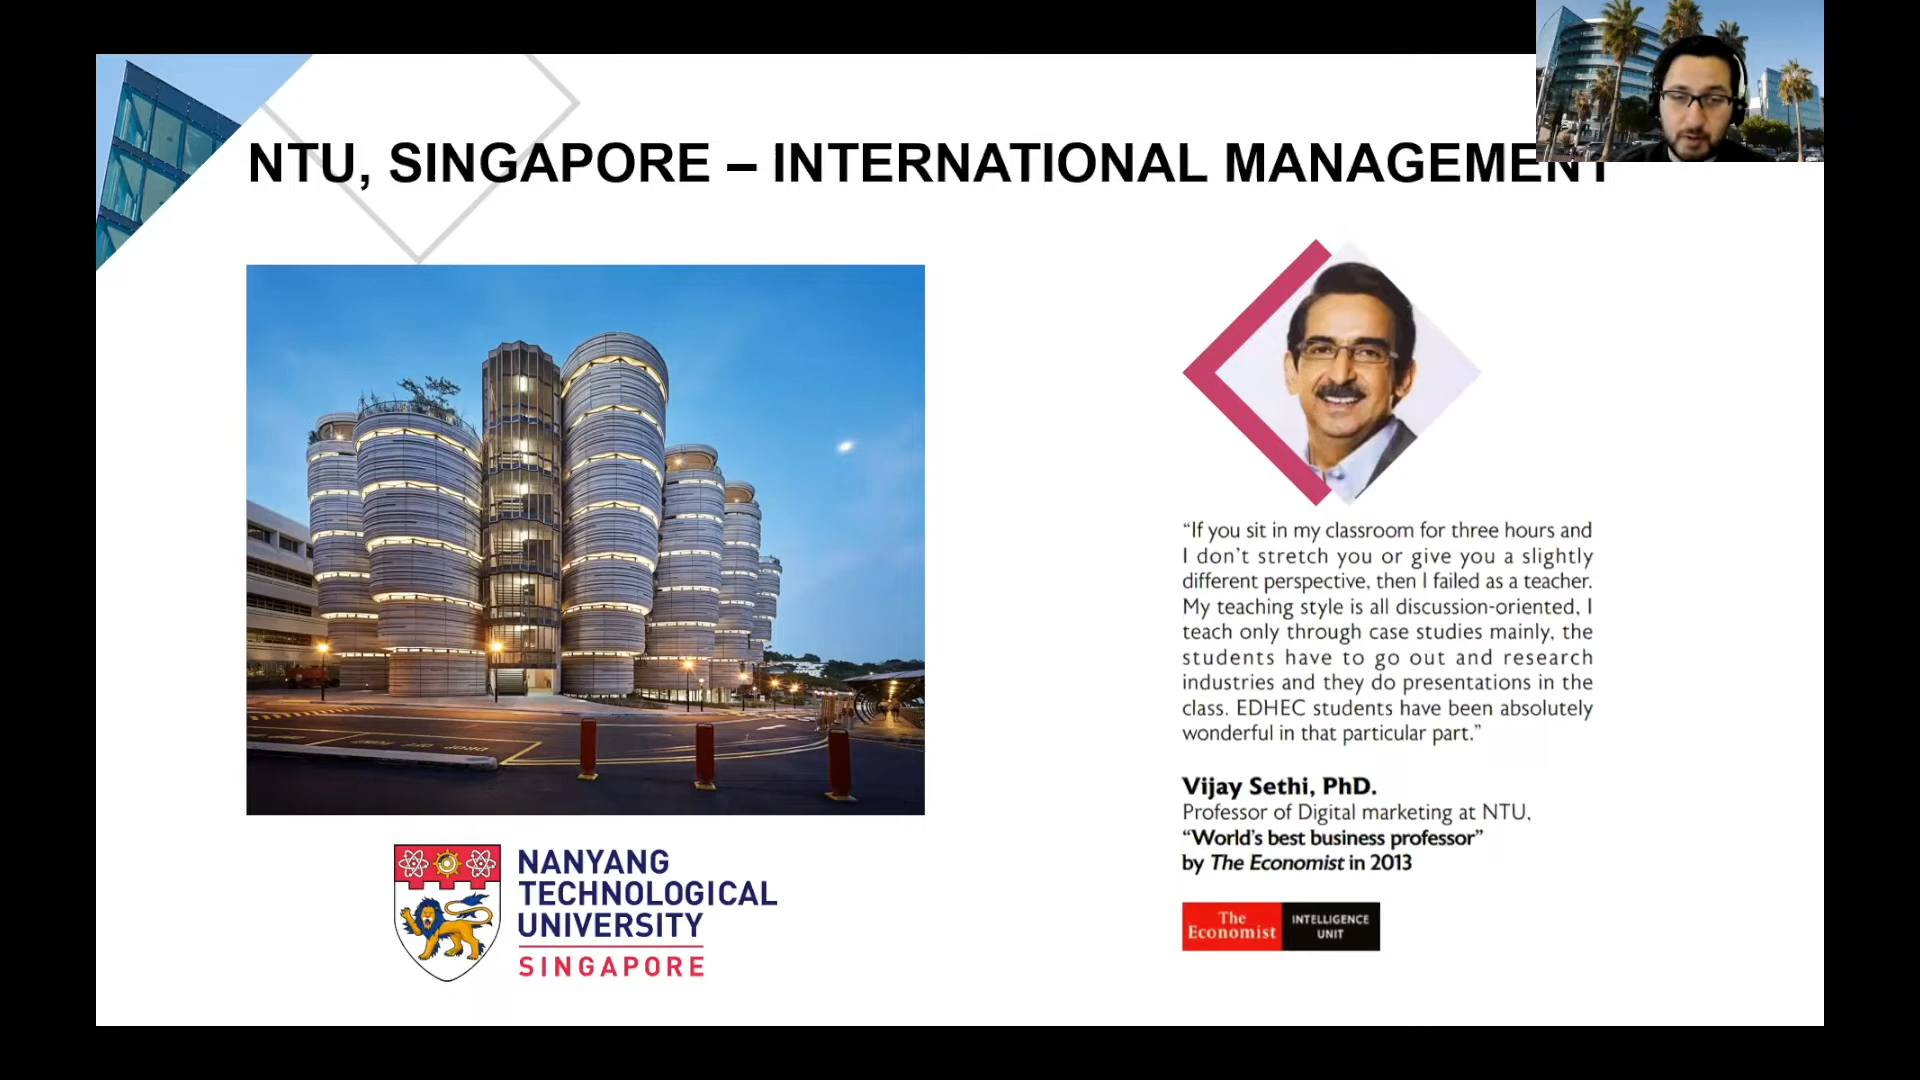 NTU, SINGAPORE – INTERNATIONAL MANAGEMENT
“If you sit in my classroom for three hours and
I don’t stretch you or give you a slightly
different perspective, then I failed as a teacher.
My teaching style is all discussion-oriented, I
teach only through case studies mainly, the
students have to go out and research
industries and they do presentations in the
class. EDHEC students have been absolutely
wonderful in that particular part.”
Vijay Sethi, PhD.
Professor of Digital marketing at NTU,
“World’s best business professor”
by The Economist in 2013
The
Economist
INTELLIGENCE
UNIT
NANYANG
TECHNOLOGICAL
UNIVERSITY
SINGAPORE